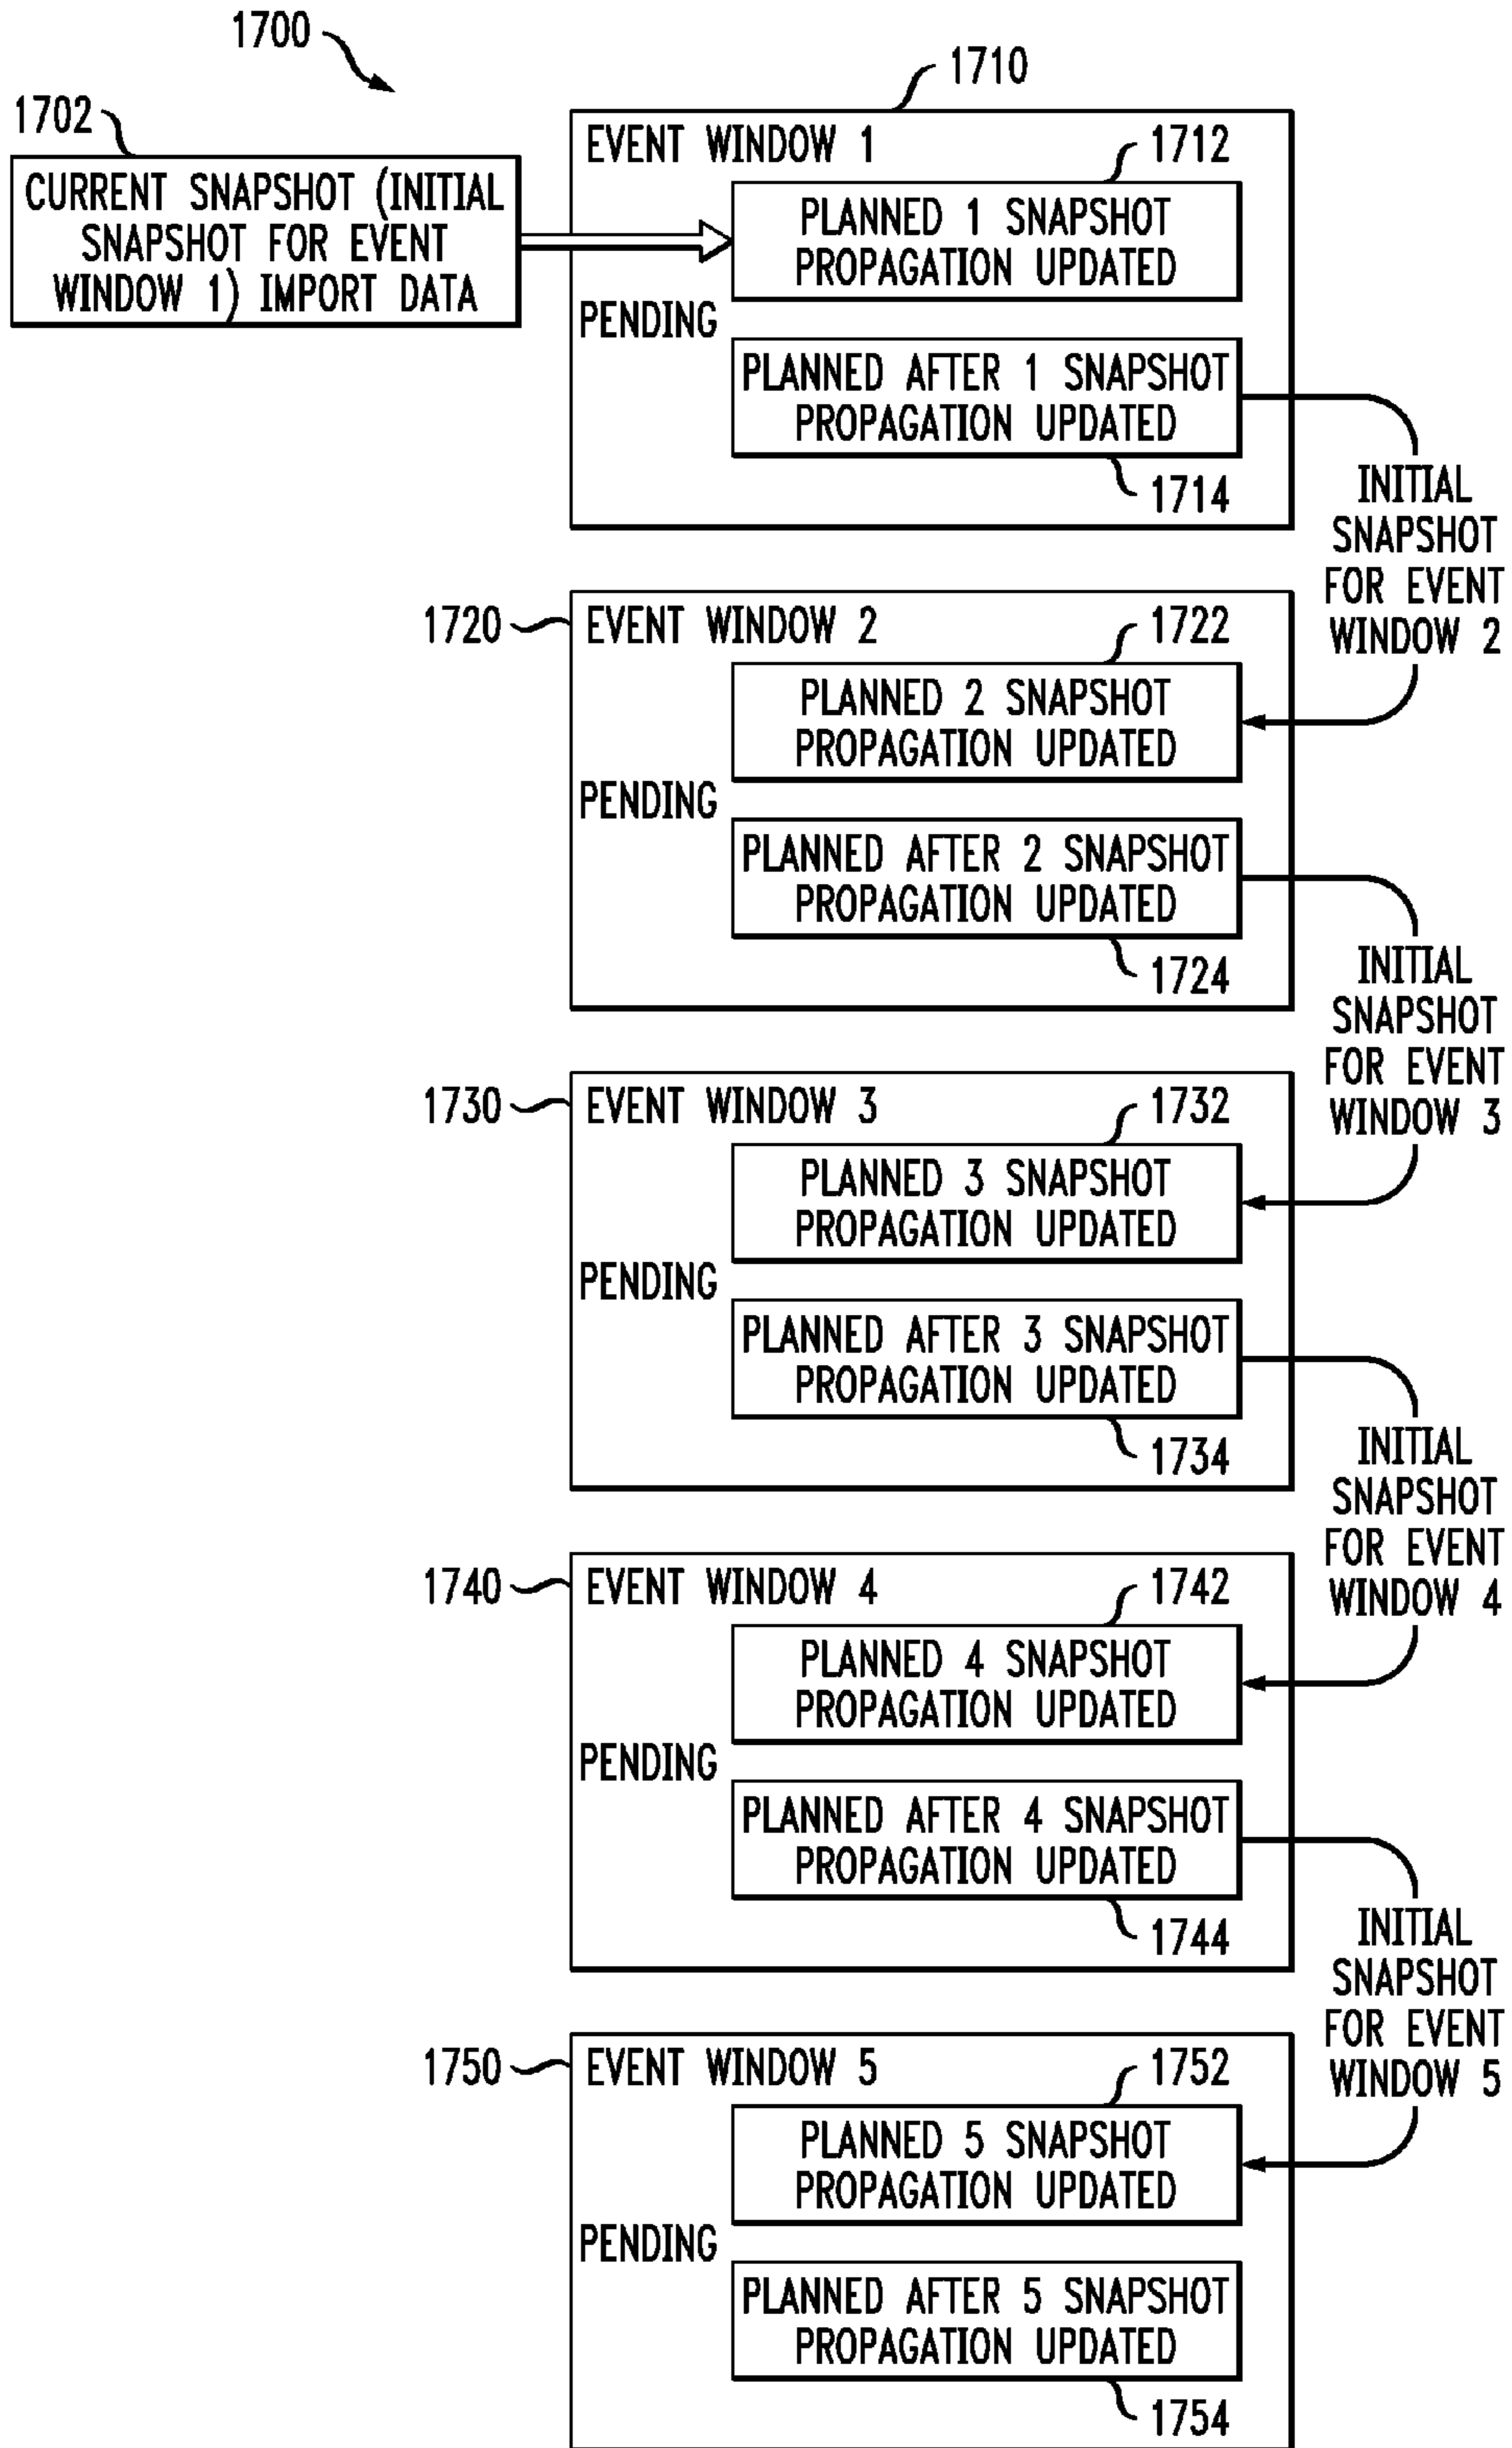 1700
1702
CURRENT SNAPSHOT (INITIAL
SNAPSHOT FOR EVENT
WINDOW 1) IMPORT DATA
1710
EVENT WINDOW 1
1712
PLANNED 1 SNAPSHOT
PROPAGATION UPDATED
PENDING
PLANNED AFTER 1 SNAPSHOT
PROPAGATION UPDATED
1714
INITIAL
SNAPSHOT
FOR EVENT
WINDOW 2
1720
EVENT WINDOW 2
1722
PLANNED 2 SNAPSHOT
PROPAGATION UPDATED
PENDING
PLANNED AFTER 2 SNAPSHOT
PROPAGATION UPDATED
1724
INITIAL
SNAPSHOT
FOR EVENT
WINDOW 3
1730
EVENT WINDOW 3
1732
PLANNED 3 SNAPSHOT
PROPAGATION UPDATED
PENDING
PLANNED AFTER 3 SNAPSHOT
PROPAGATION UPDATED
1734
INITIAL
SNAPSHOT
FOR EVENT
WINDOW 4
1740
EVENT WINDOW 4
1742
PLANNED 4 SNAPSHOT
PROPAGATION UPDATED
PENDING
PLANNED AFTER 4 SNAPSHOT
PROPAGATION UPDATED
1744
INITIAL
SNAPSHOT
FOR EVENT
WINDOW 5
1750
EVENT WINDOW 5
1752
PLANNED 5 SNAPSHOT
PROPAGATION UPDATED
PENDING
PLANNED AFTER 5 SNAPSHOT
PROPAGATION UPDATED
1754